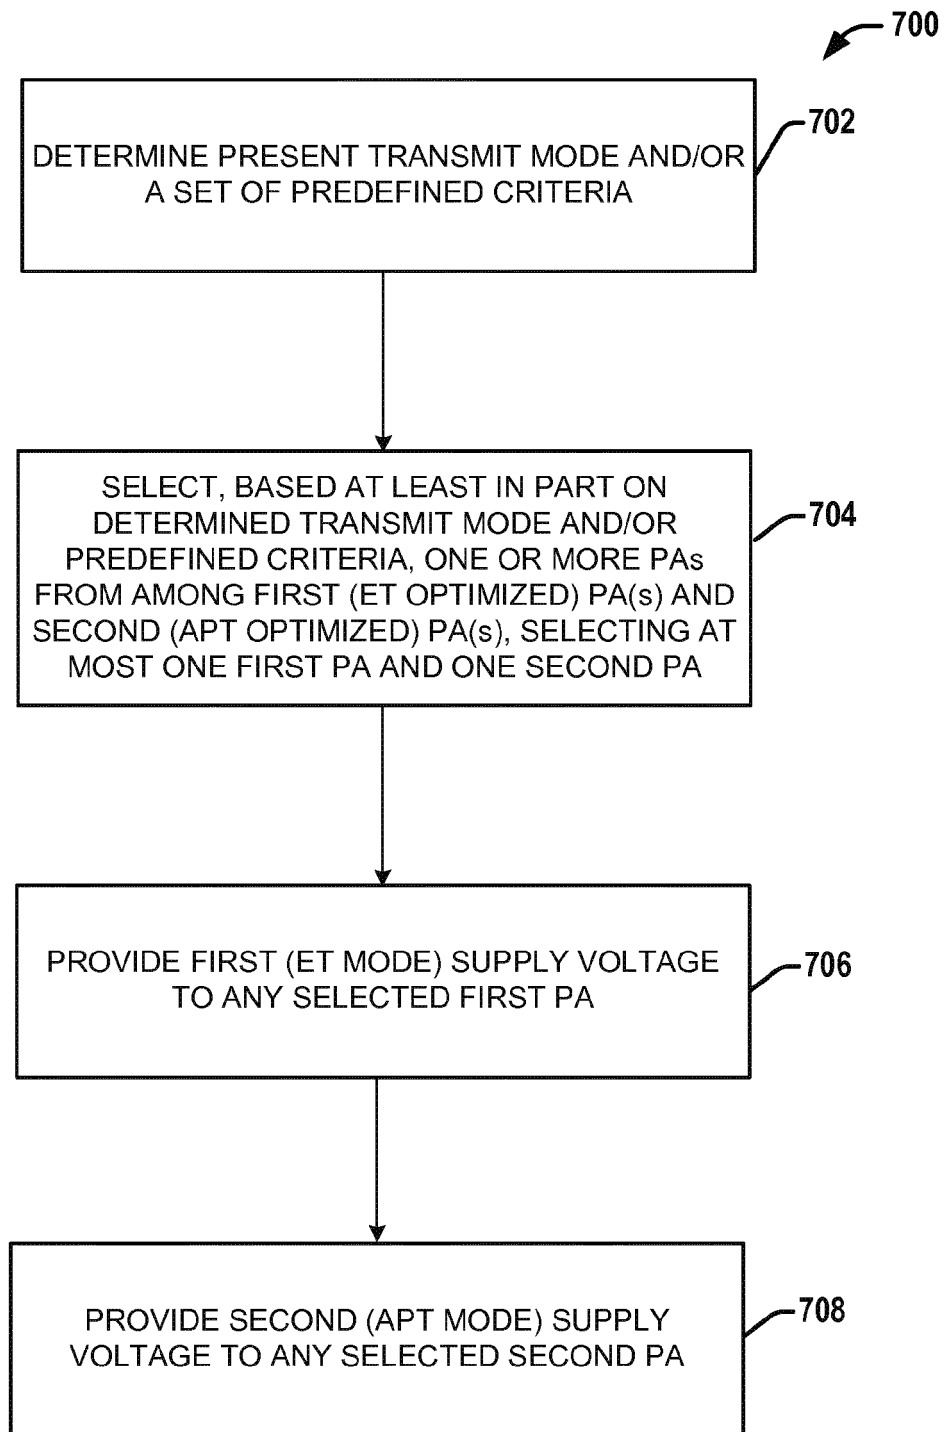 700
702
DETERMINE PRESENT TRANSMIT MODE AND/OR
A SET OF PREDEFINED CRITERIA
704
SELECT, BASED AT LEAST IN PART ON
DETERMINED TRANSMIT MODE AND/OR
PREDEFINED CRITERIA, ONE OR MORE PAs
FROM AMONG FIRST (ET OPTIMIZED) PA(s) AND
SECOND (APT OPTIMIZED) PA(s), SELECTING AT
MOST ONE FIRST PA AND ONE SECOND PA
706
PROVIDE FIRST (ET MODE) SUPPLY VOLTAGE
TO ANY SELECTED FIRST PA
708
PROVIDE SECOND (APT MODE) SUPPLY
VOLTAGE TO ANY SELECTED SECOND PA